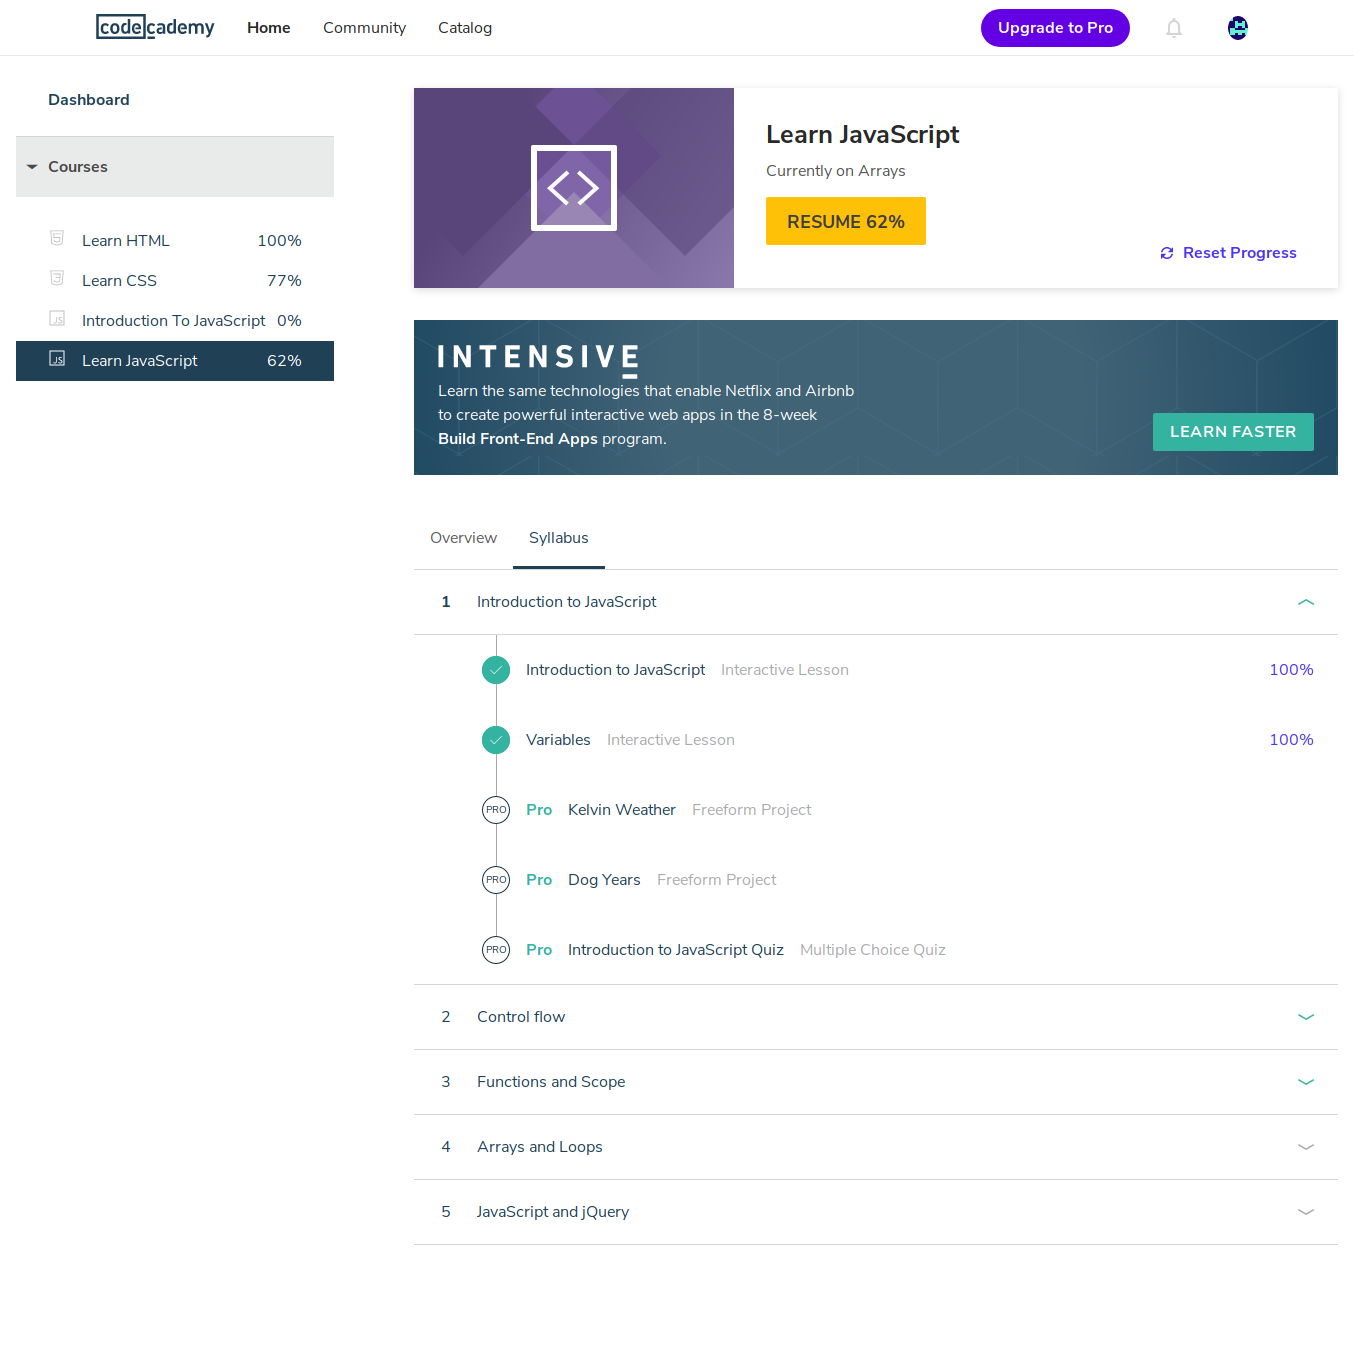 codecademy Home Community Catalog Upgrade to Pro
Dashboard
Courses
Learn HTML 100%
Learn CSS 77%
Introduction To JavaScript 0%
JS Learn JavaScript 62%
Learn JavaScript
Currently on Arrays
RESUME 62%
Reset Progress
INTENSIVE
Learn the same technologies that enable Netflix and Airbnb
to create powerful interactive web apps in the 8-week
Build Front-End Apps program.
LEARN FASTER
Overview Syllabus
1 Introduction to JavaScript
Introduction to JavaScript Interactive Lesson 100%
Variables Interactive Lesson 100%
PRO Pro Kelvin Weather Freeform Project
PRO Pro Dog Years Freeform Project
PRO Pro Introduction to JavaScript Quiz Multiple Choice Quiz
2 Control flow
3 Functions and Scope
4 Arrays and Loops
5 JavaScript and jQuery